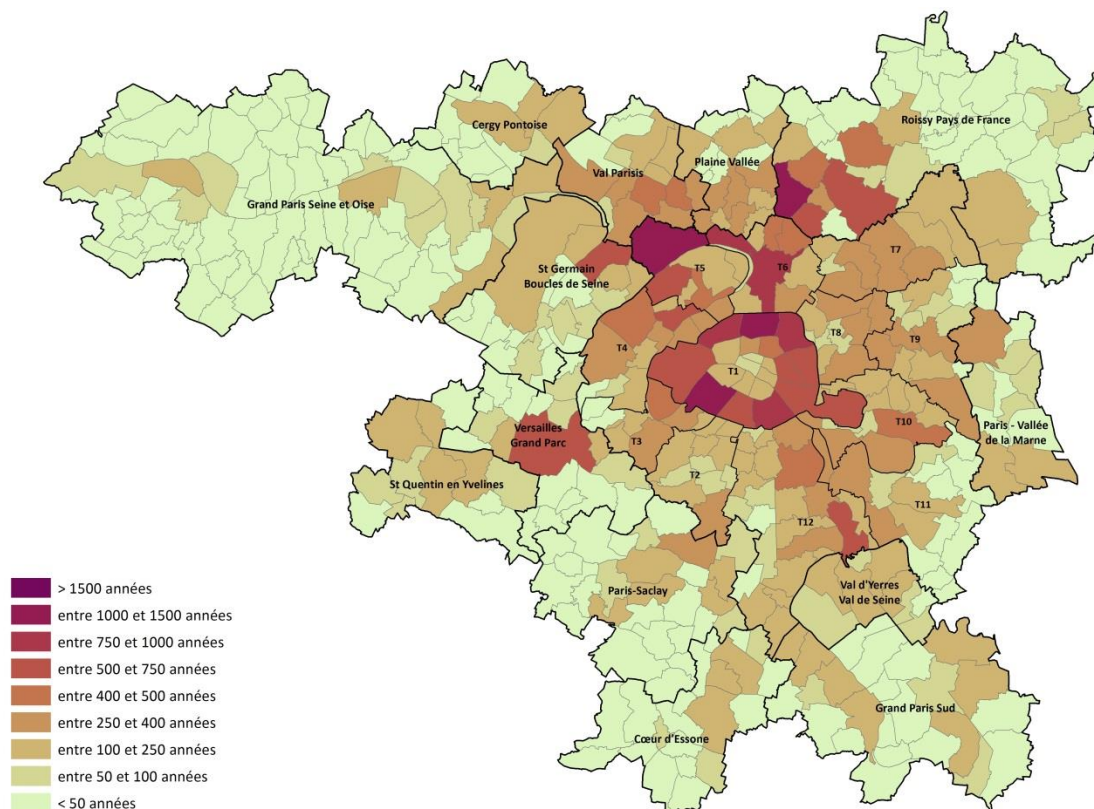 Cergy Pontoise
Roissy Pays de France
Plaine Vallée
Val Parisis
Grand Paris Seine et Oise
T7
St Germain
Boucles de Seine
T5
T6
T8
T9
T4
T1
Versailles
Grand Parc
T3
T10
Paris - Vallée
de la Marne
St Quentin en Yvelines
T2
T11
T12
Paris-Saclay
Val d'Yerres
Val de Seine
Grand Paris Sud
Cœur d'Essone
> 1500 années
entre 1000 et 1500 années
entre 750 et 1000 années
entre 500 et 750 années
entre 400 et 500 années
entre 250 et 400 années
entre 100 et 250 années
entre 50 et 100 années
< 50 années